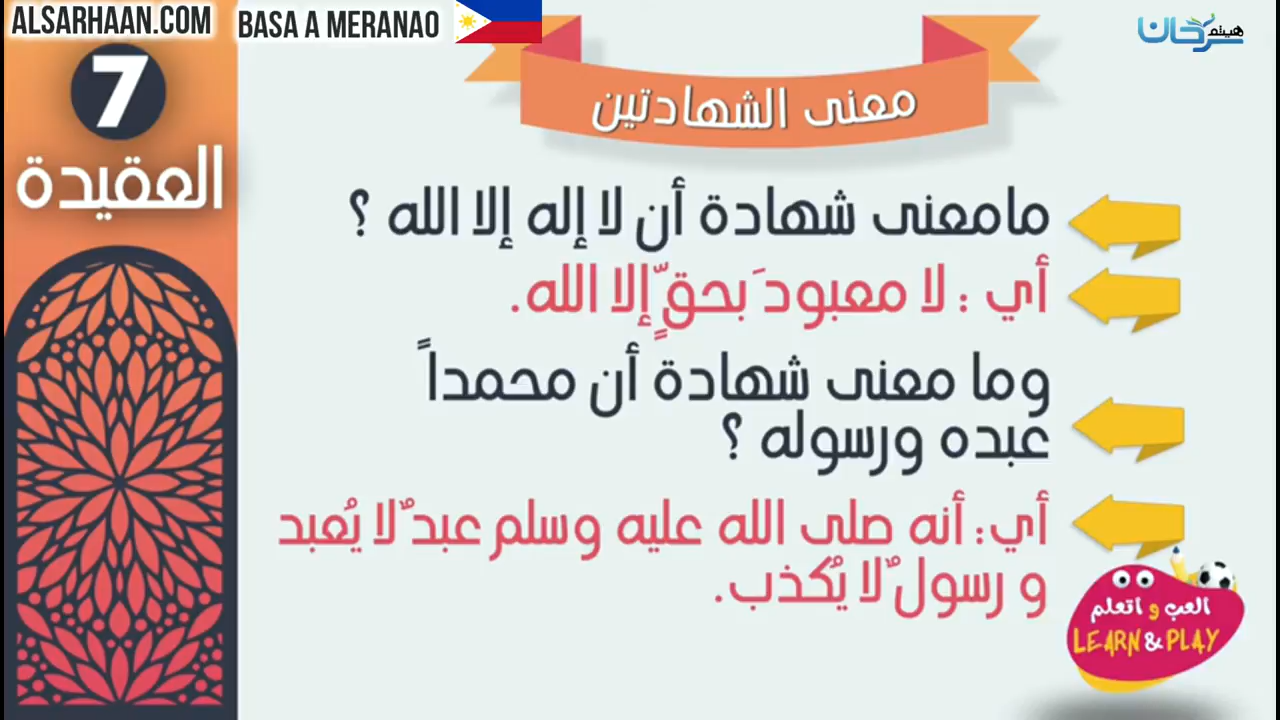 ALSARHAAN.COM
BASA A MERANAO
هيثم سرحان
7
العقيدة
معنى الشهادتين
مامعنى شهادة أن لا إله إلا الله ؟
أي : لا معبودَ بحقٍّ إلا الله.
وما معنى شهادة أن محمداً
عبده ورسوله ؟
أي: أنه صلى الله عليه وسلم عبدٌ لا يُعبد
و رسولٌ لا يُكذب.
العب و اتعلم
LEARN & PLAY